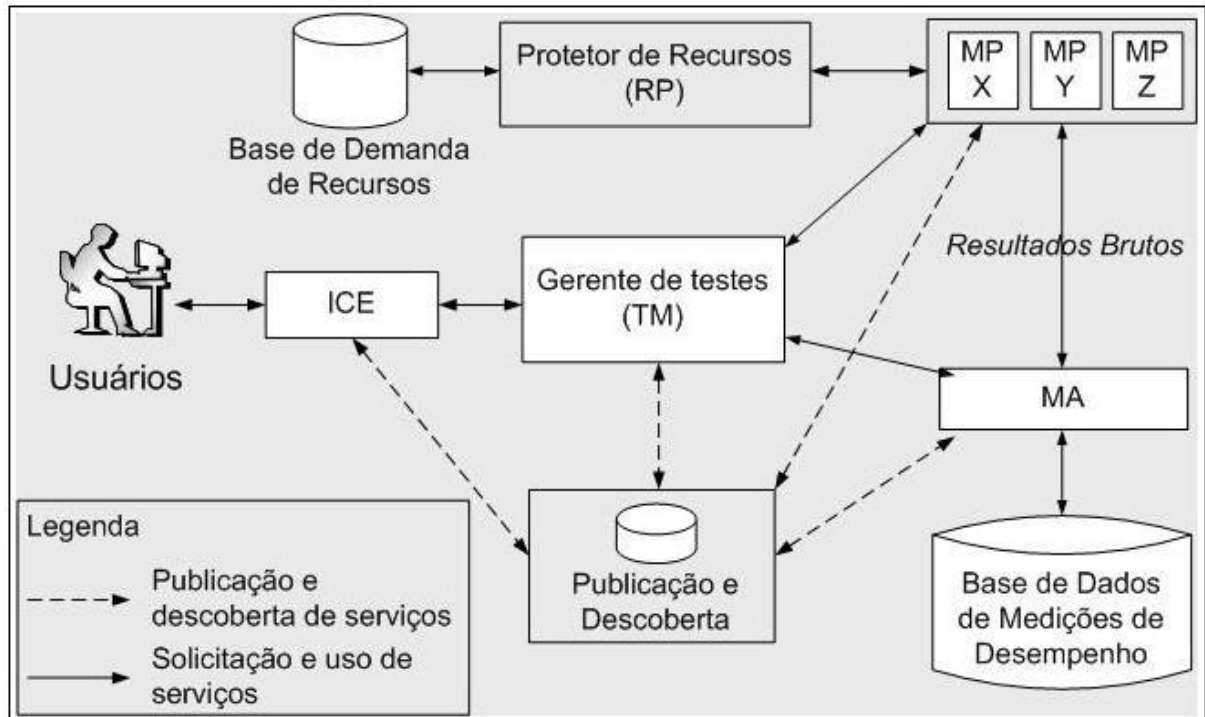 Protetor de Recursos
(RP)
MP
X
MP
Y
MP
Z
Base de Demanda
de Recursos
Resultados Brutos
Gerente de testes
(TM)
ICE
Usuários
MA
Publicação e
Descoberta
Base de Dados
de Medições de
Desempenho
Legenda
Publicação e
descoberta de serviços
Solicitação e uso de
serviços